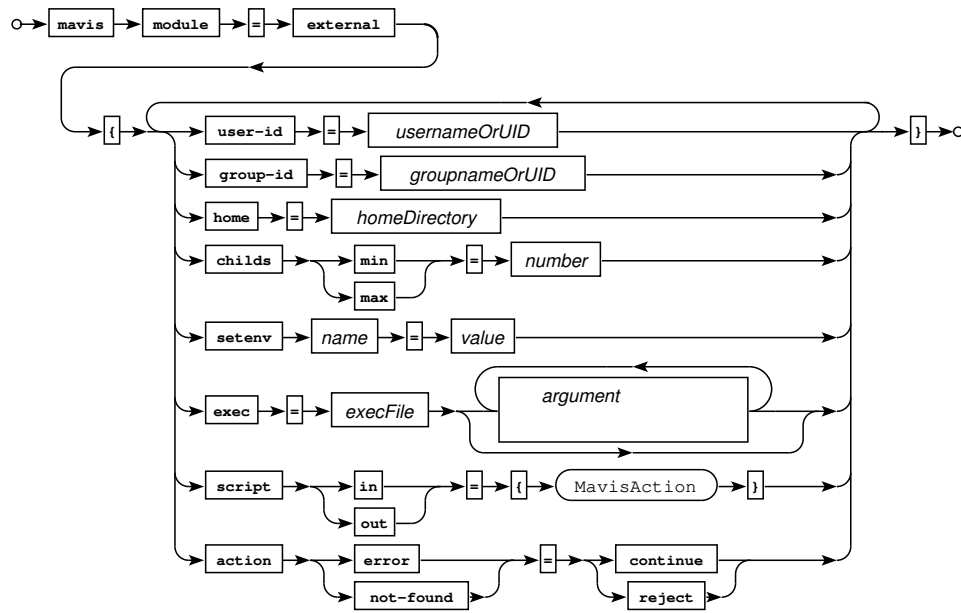 mavis module = external
{ user-id = usernameOrUID }
group-id = groupnameOrUID
home = homeDirectory
childs min = number
max
setenv name = value
argument
exec = execFile
script in = { MavisAction }
out
action error = continue
not-found reject